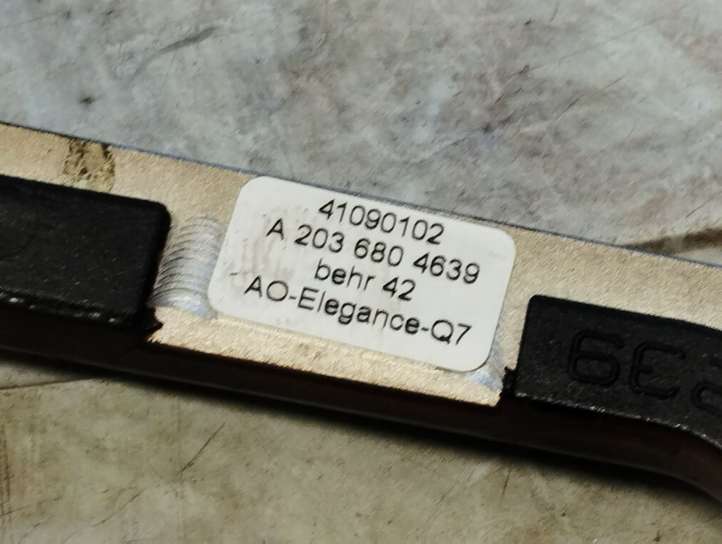 41090102
A 203 680 4639
behr 42
AO-Elegance-Q7